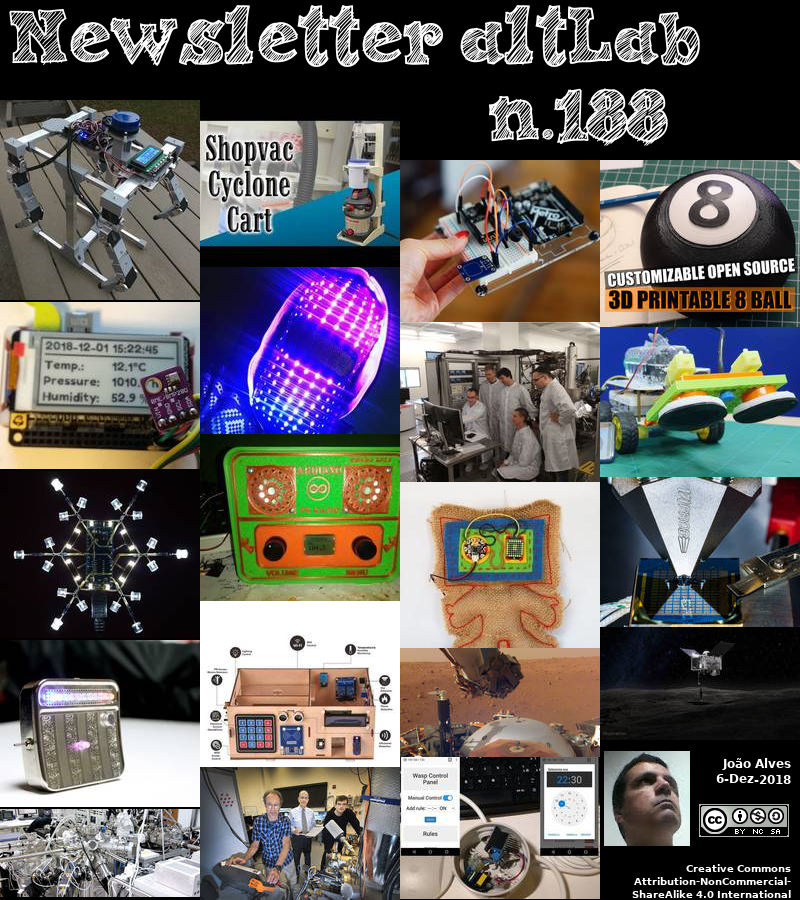 Newsletter altLab
n.188
Shopvac
Cyclone
Cart
8
CUSTOMIZABLE OPEN SOURCE
3D PRINTABLE 8 BALL
2018-12-01 15:22:45
Temp.: 12.1°C
Pressure: 1010.
Humidity: 52.9 %
ARDUINO
VOLUME
Wasp Control
Panel
Manual Control
Add rule:
ON
Rules
22:30
João Alves
6-Dez-2018
cc
BY NC SA
Creative Commons
Attribution-NonCommercial-
ShareAlike 4.0 International